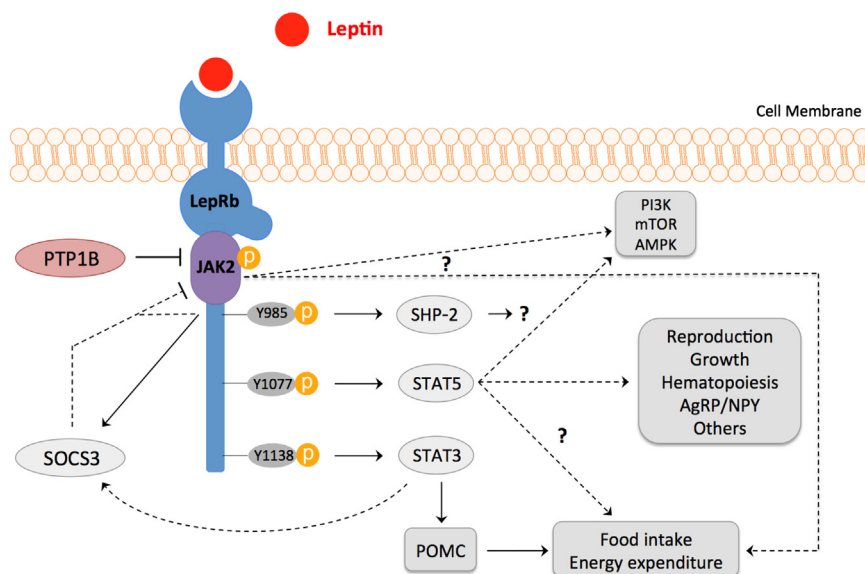 Leptin
Cell Membrane
LepRb
PI3K
mTOR
AMPK
PTP1B
JAK2
p
?
Y985
p
SHP-2
?
Reproduction
Growth
Hematopoiesis
AgRP/NPY
Others
Y1077
p
STAT5
?
SOCS3
Y1138
p
STAT3
POMC
Food intake
Energy expenditure